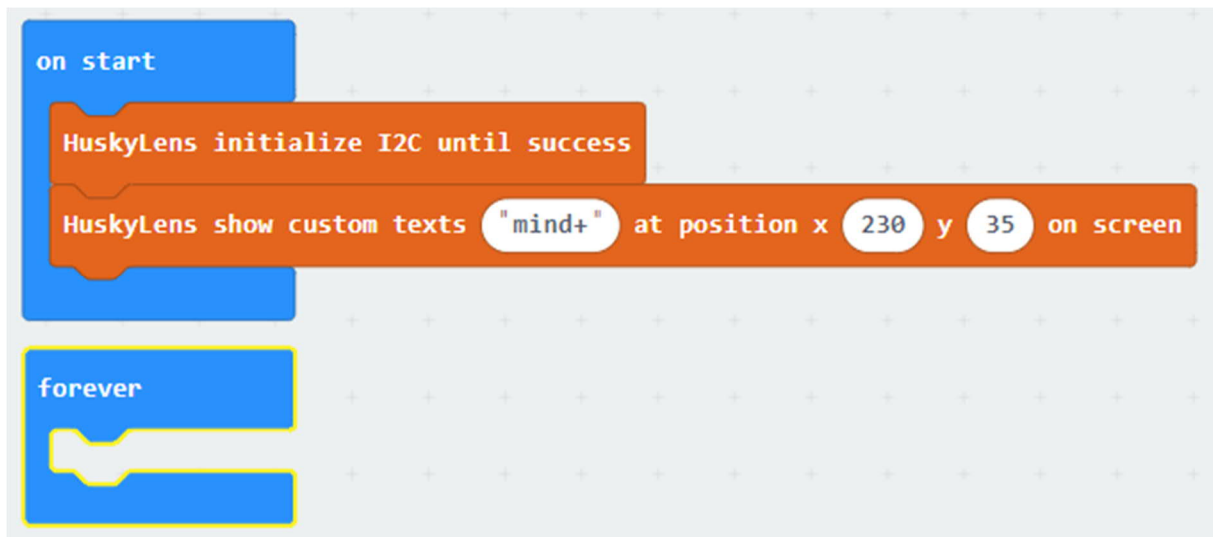 on start
HuskyLens initialize I2C until success
HuskyLens show custom texts "mind+" at position x 230 y 35 on screen
forever